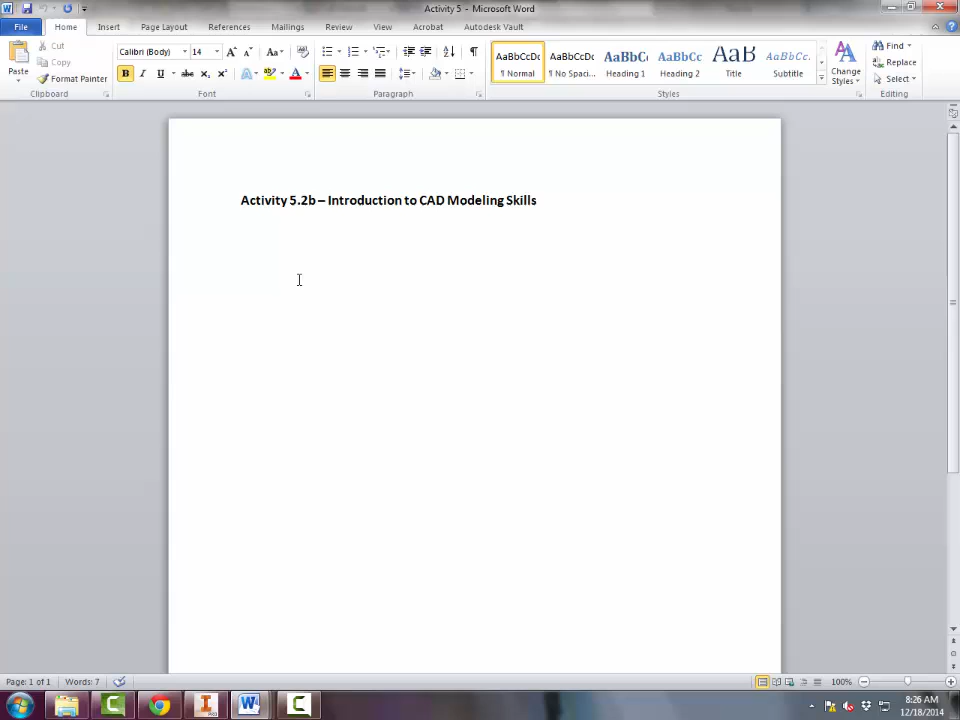 Activity 5 - Microsoft Word
File Home Insert Page Layout References Mailings Review View Acrobat Autodesk Vault
Paste
Cut
Copy
Format Painter
Clipboard
Calibri (Body) 14
Font
Paragraph
AaBbCcDc AaBbCcDc AaBbCc AaBbCc AaB AaBbCc.
¶ Normal ¶ No Spaci... Heading 1 Heading 2 Title Subtitle
Change Styles
Styles
Find
Replace
Select
Editing
Activity 5.2b – Introduction to CAD Modeling Skills
Page: 1 of 1 Words: 7 100%
8:26 AM
12/18/2014